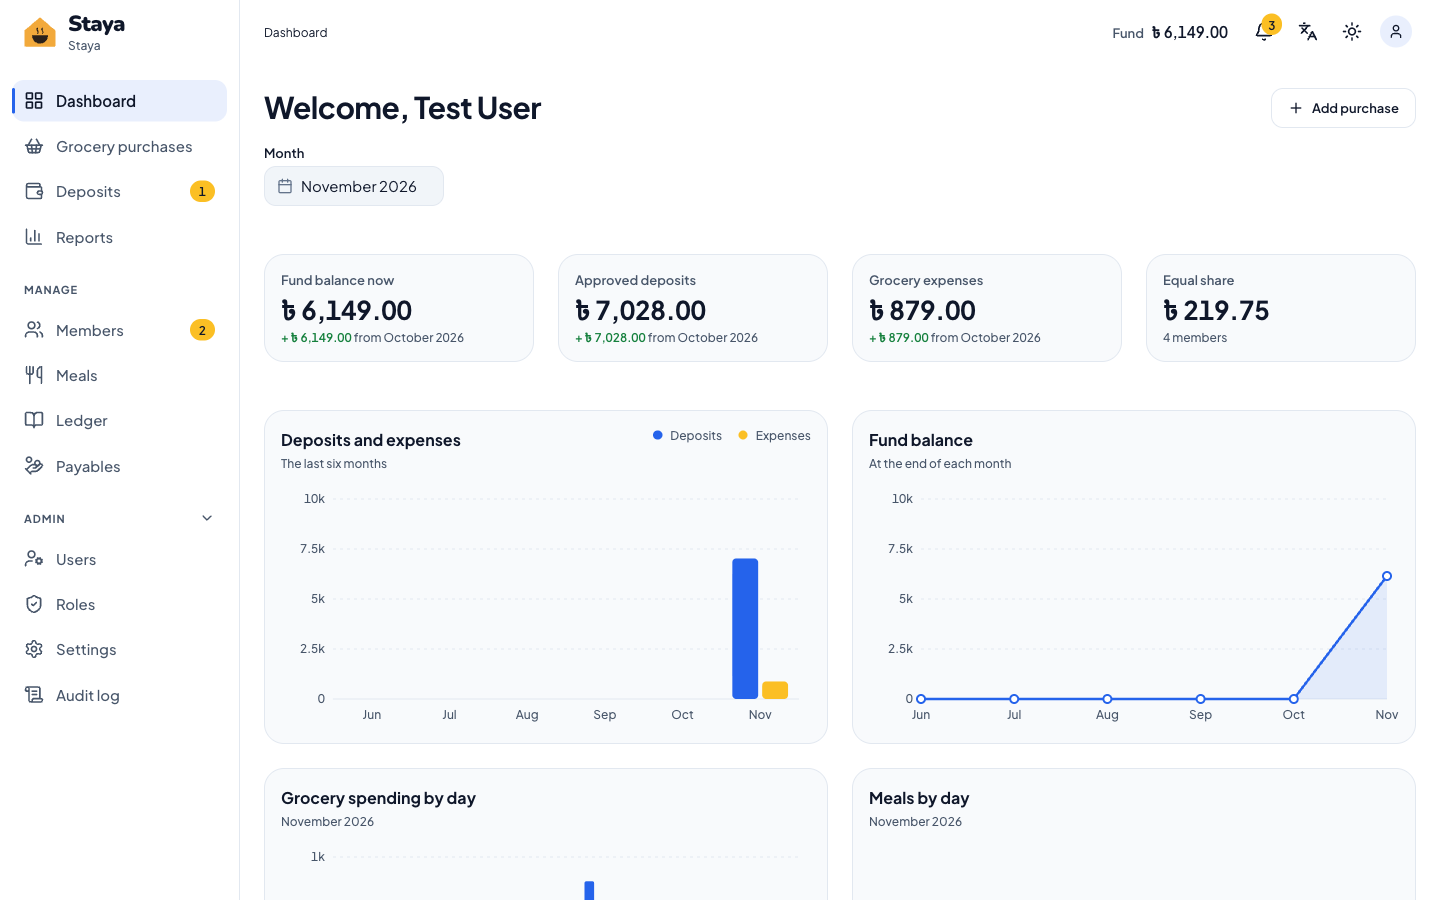 Staya
Staya
Dashboard
Grocery purchases
Deposits 1
Reports
MANAGE
Members 2
Meals
Ledger
Payables
ADMIN
Users
Roles
Settings
Audit log
Dashboard
Fund ৳ 6,149.00
3
Welcome, Test User
Add purchase
Month
November 2026
Fund balance now
৳ 6,149.00
+ ৳ 6,149.00 from October 2026
Approved deposits
৳ 7,028.00
+ ৳ 7,028.00 from October 2026
Grocery expenses
৳ 879.00
+ ৳ 879.00 from October 2026
Equal share
৳ 219.75
4 members
Deposits and expenses
Deposits Expenses
The last six months
10k
7.5k
5k
2.5k
0
Jun Jul Aug Sep Oct Nov
Fund balance
At the end of each month
10k
7.5k
5k
2.5k
0
Jun Jul Aug Sep Oct Nov
Grocery spending by day
November 2026
1k
Meals by day
November 2026